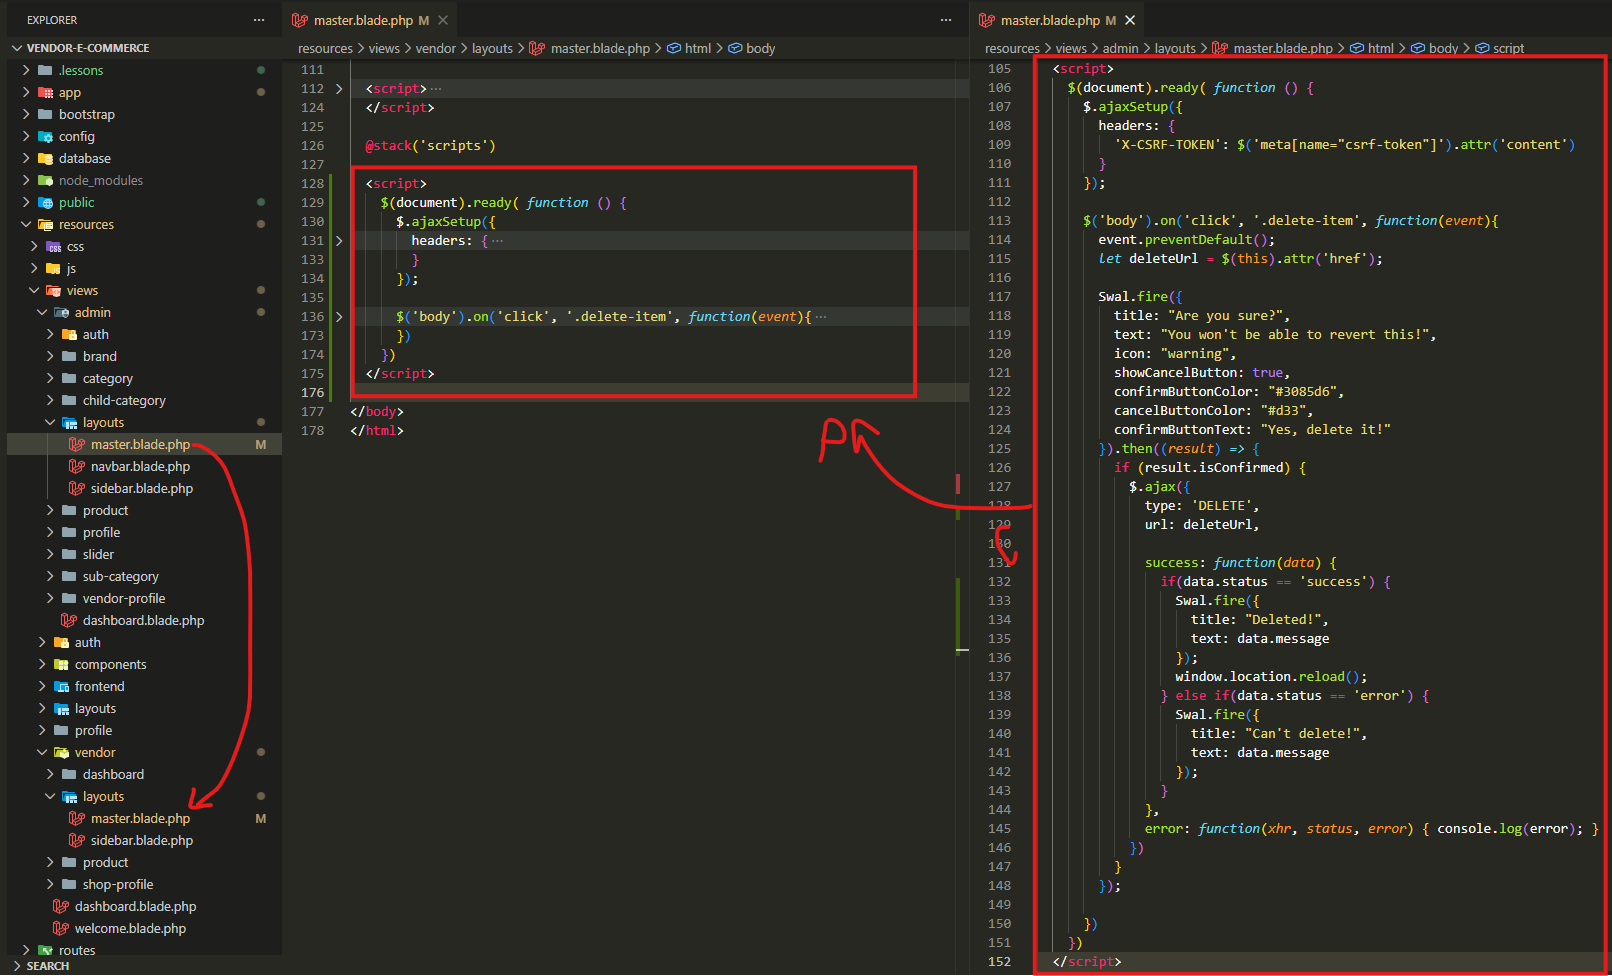 EXPLORER
VENDOR-E-COMMERCE
.lessons
app
bootstrap
config
database
node_modules
public
resources
css
js
views
admin
auth
brand
category
child-category
layouts
master.blade.php M
navbar.blade.php
sidebar.blade.php
product
profile
slider
sub-category
vendor-profile
dashboard.blade.php
auth
components
frontend
layouts
profile
vendor
dashboard
layouts
master.blade.php M
sidebar.blade.php
product
shop-profile
dashboard.blade.php
welcome.blade.php
routes
SEARCH
master.blade.php M
resources > views > vendor > layouts > master.blade.php > html > body
111
112 <script> ···
124 </script>
125
126 @stack('scripts')
127
128 <script>
129 $(document).ready( function () {
130 $.ajaxSetup({
131 headers: { ···
133 }
134 });
135
136 $('body').on('click', '.delete-item', function(event){ ···
173 })
174 })
175 </script>
176
177 </body>
178 </html>
master.blade.php M
resources > views > admin > layouts > master.blade.php > html > body > script
105 <script>
106 $(document).ready( function () {
107 $.ajaxSetup({
108 headers: {
109 'X-CSRF-TOKEN': $('meta[name="csrf-token"]').attr('content')
110 }
111 });
112
113 $('body').on('click', '.delete-item', function(event){
114 event.preventDefault();
115 let deleteUrl = $(this).attr('href');
116
117 Swal.fire({
118 title: "Are you sure?",
119 text: "You won't be able to revert this!",
120 icon: "warning",
121 showCancelButton: true,
122 confirmButtonColor: "#3085d6",
123 cancelButtonColor: "#d33",
124 confirmButtonText: "Yes, delete it!"
125 }).then((result) => {
126 if (result.isConfirmed) {
127 $.ajax({
128 type: 'DELETE',
129 url: deleteUrl,
130
131 success: function(data) {
132 if(data.status == 'success') {
133 Swal.fire({
134 title: "Deleted!",
135 text: data.message
136 });
137 window.location.reload();
138 } else if(data.status == 'error') {
139 Swal.fire({
140 title: "Can't delete!",
141 text: data.message
142 });
143 }
144 },
145 error: function(xhr, status, error) { console.log(error); }
146 })
147 }
148 });
149
150 })
151 })
152 </script>